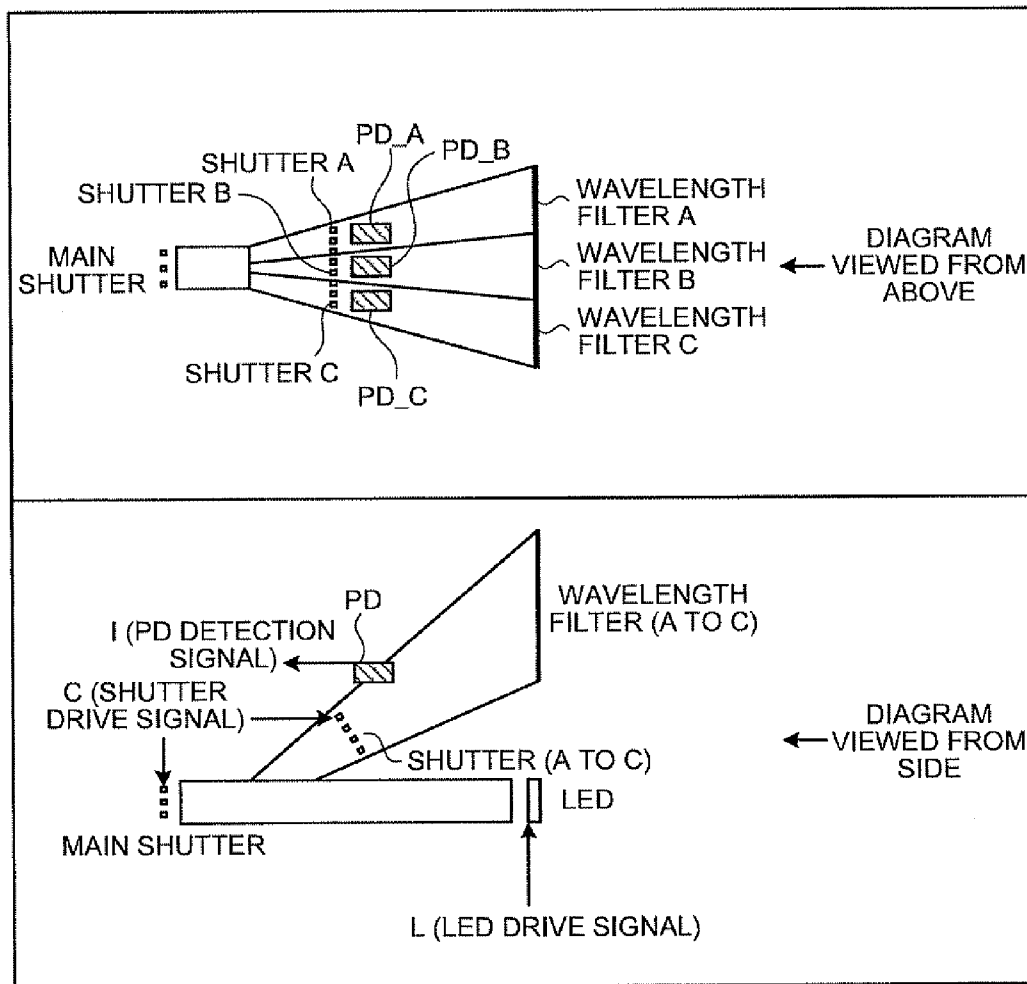 PD_A
PD_B
SHUTTER A
SHUTTER B
MAIN
SHUTTER
WAVELENGTH
FILTER A
WAVELENGTH
FILTER B
WAVELENGTH
FILTER C
DIAGRAM
VIEWED FROM
ABOVE
SHUTTER C
PD_C
PD
I (PD DETECTION
SIGNAL)
WAVELENGTH
FILTER (A TO C)
C (SHUTTER
DRIVE SIGNAL)
SHUTTER (A TO C)
DIAGRAM
VIEWED FROM
SIDE
LED
MAIN SHUTTER
L (LED DRIVE SIGNAL)